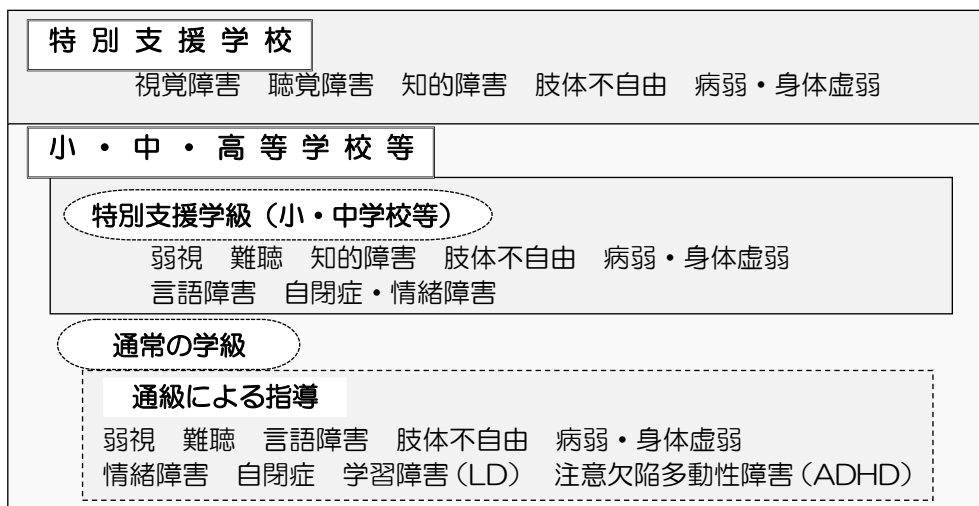 特別支援学校
視覚障害　聴覚障害　知的障害　肢体不自由　病弱・身体虚弱
小・中・高等学校等
特別支援学級（小・中学校等）
弱視　難聴　知的障害　肢体不自由　病弱・身体虚弱
言語障害　自閉症・情緒障害
通常の学級
通級による指導
弱視　難聴　言語障害　肢体不自由　病弱・身体虚弱
情緒障害　自閉症　学習障害（LD）　注意欠陥多動性障害（ADHD）